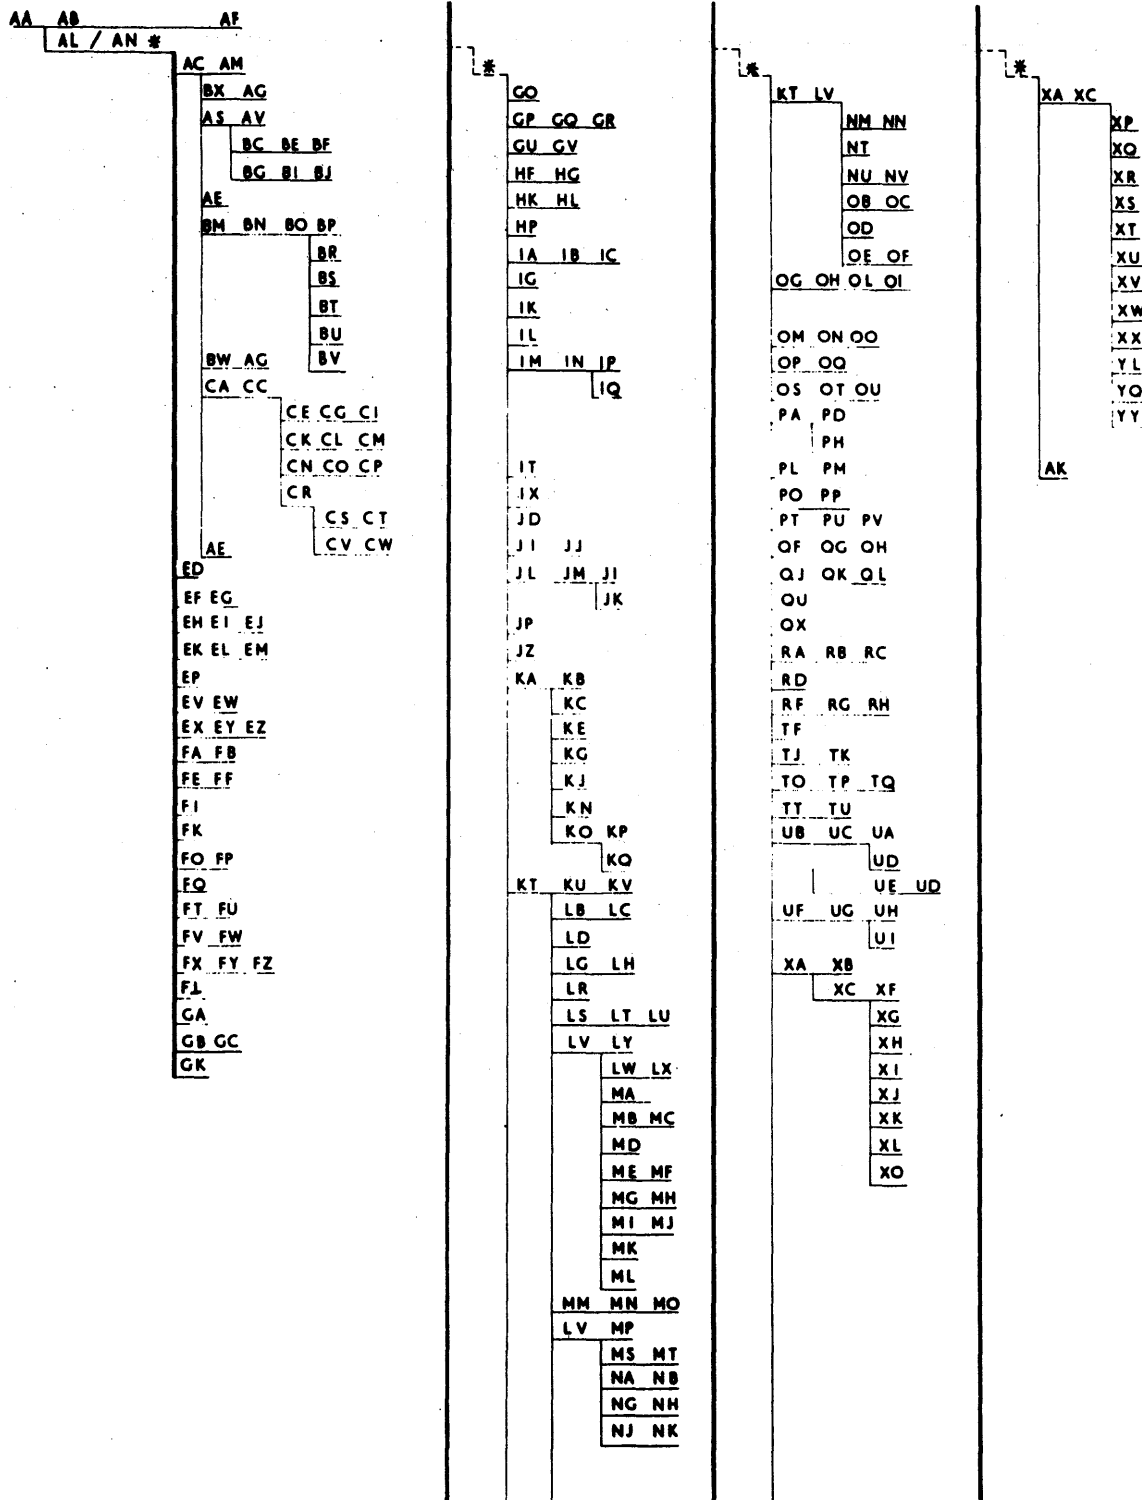 AA AB AF
AL / AN *
AC AM
BX AG
AS AV
BC BE BF
BG BI BJ
AE
BM BN BO BP
BR
BS
BT
BU
BV
BW AG
CA CC
CE CG CI
CK CL CM
CN CO CP
CR
CS CT
CV CW
AE
ED
EF EG
EH EI EJ
EK EL EM
EP
EV EW
EX EY EZ
FA FB
FE FF
FI
FK
FO FP
FQ
FT FU
FV FW
FX FY FZ
GA
GB GC
GK
*
GO
GP GQ GR
GU GV
HF HG
HK HL
HP
IA IB IC
IG
IK
IL
IM IN IP
IQ
IT
IX
JD
JI JJ
JL JM JI
JK
JP
JZ
KA KB
KC
KE
KG
KJ
KN
KO KP
KQ
KT KU KV
LB LC
LD
LG LH
LR
LS LT LU
LV LY
LW LX
MA
MB MC
MD
ME MF
MG MH
MI MJ
MK
ML
MM MN MO
LV MP
MS MT
NA NB
NG NH
NJ NK
*
KT LV
NM NN
NT
NU NV
OB OC
OD
OE OF
OG OH OL OI
OM ON OO
OP OQ
OS OT OU
PA PD
PH
PL PM
PO PP
PT PU PV
QF QG QH
QJ QK QL
QU
QX
RA RB RC
RD
RF RG RH
TF
TJ TK
TO TP TQ
TT TU
UB UC UA
UD
UE UD
UF UG UH
UI
XA XB
XC XF
XG
XH
XI
XJ
XK
XL
XO
*
XA XC
XP
XQ
XR
XS
XT
XU
XV
XW
XX
YL
YQ
YY
AK